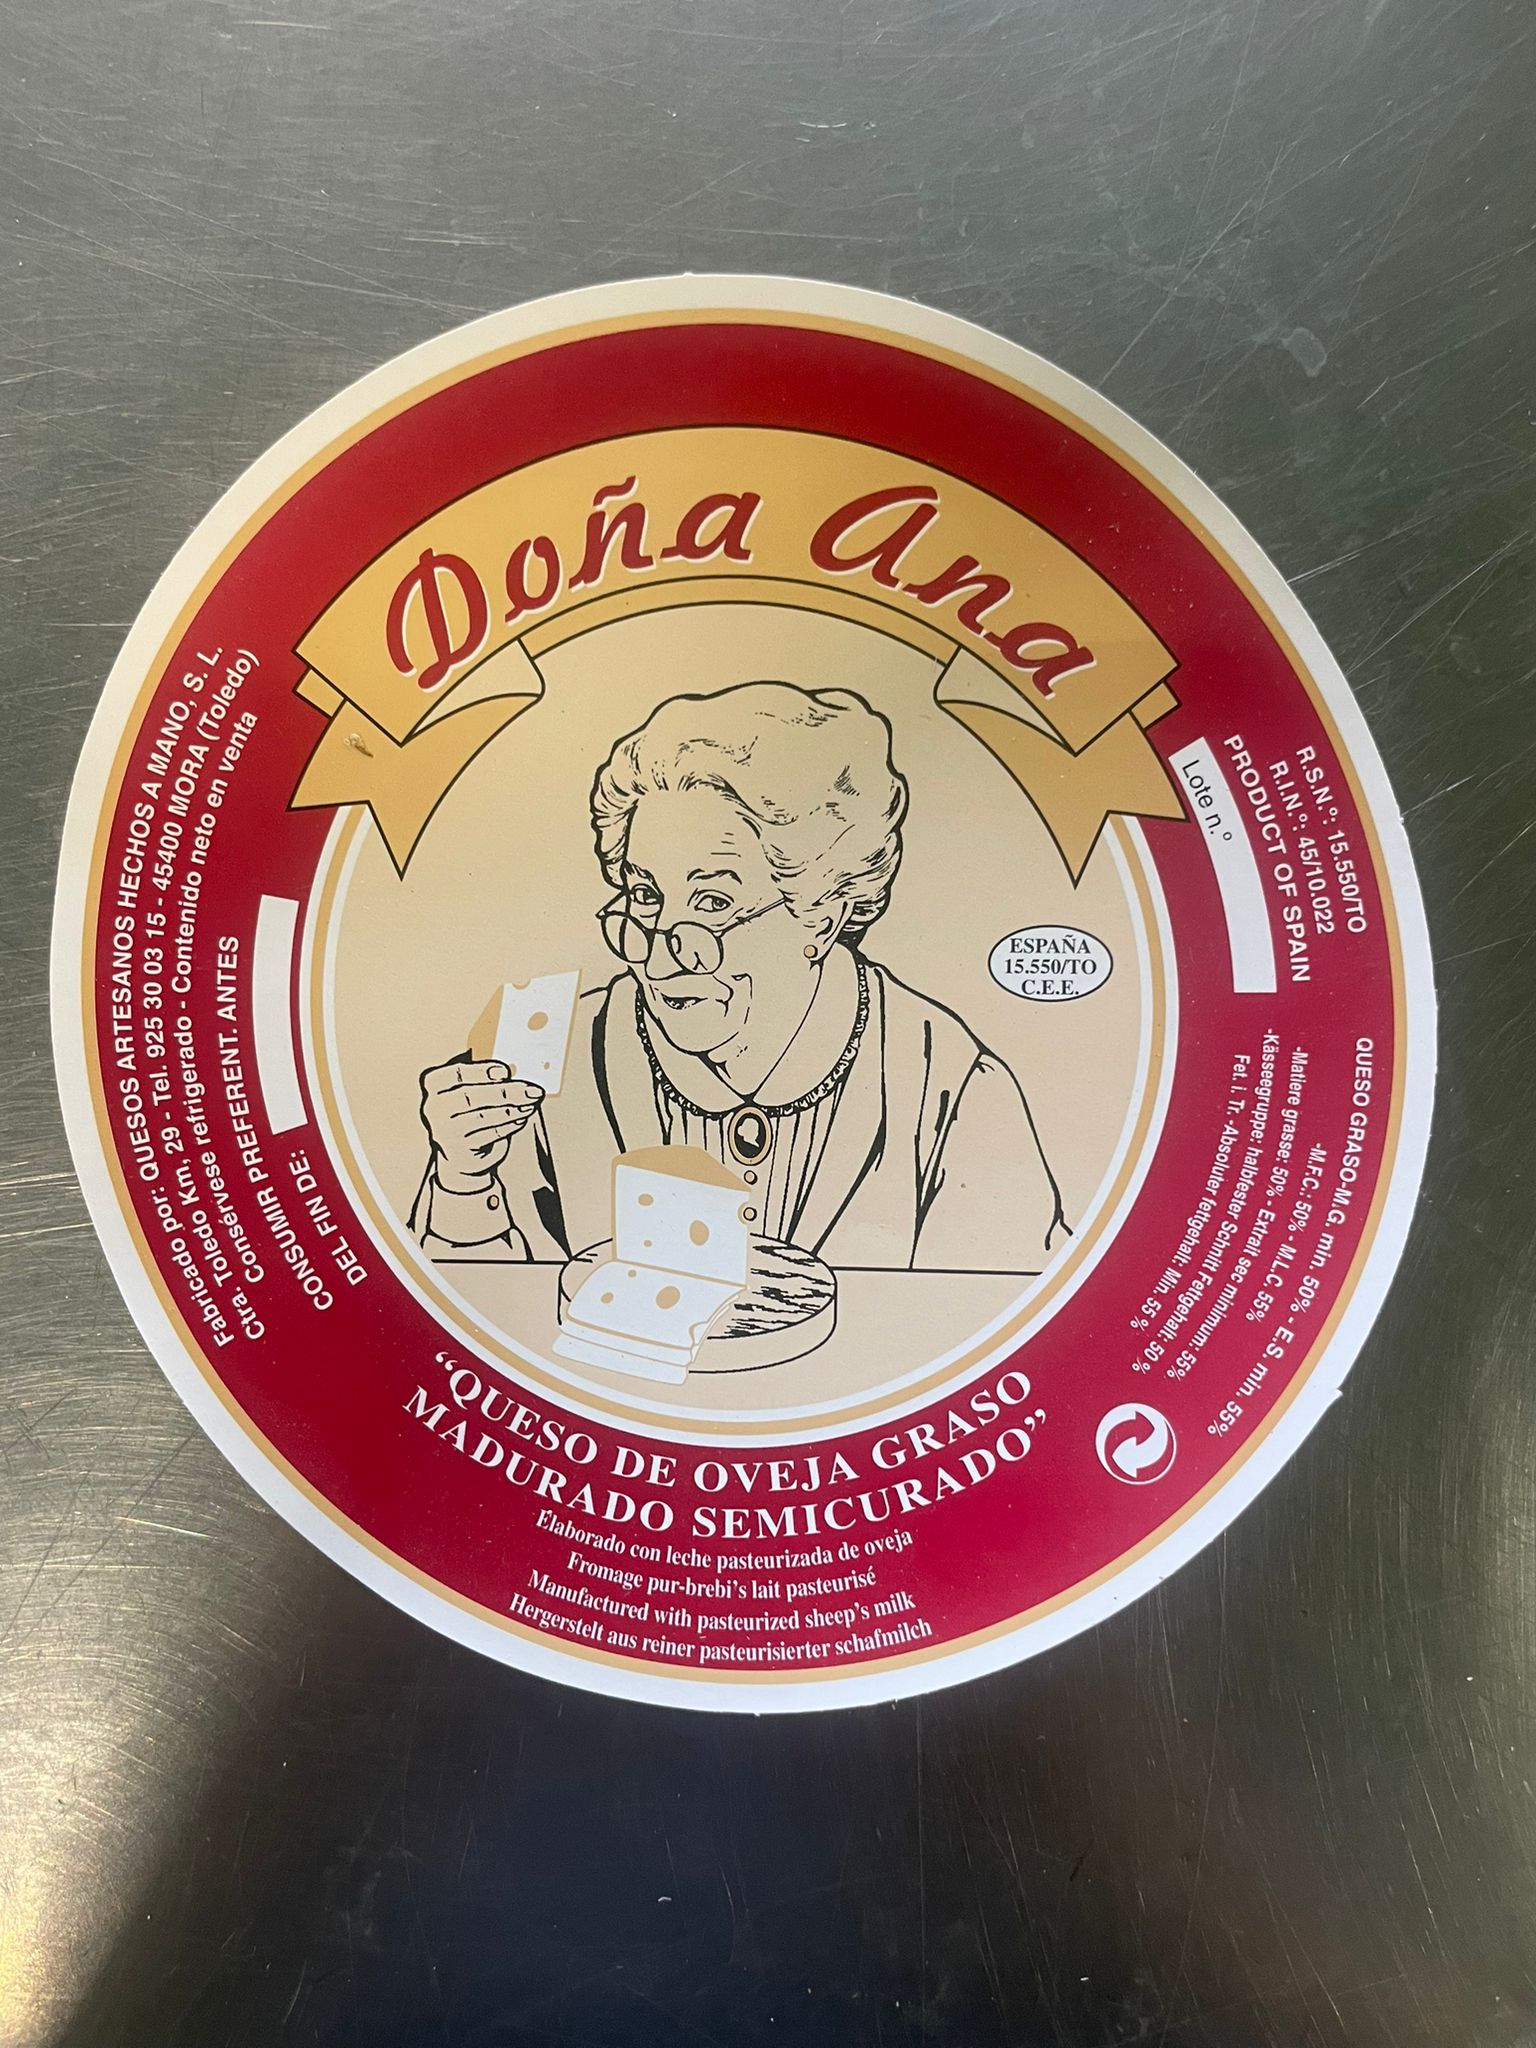 Doña Ana
Fabricado por: QUESOS ARTESANOS HECHOS A MANO, S. L.
Ctra. Toledo Km, 29 - Tel. 925 30 03 15 - 45400 MORA (Toledo)
Consérvese refrigerado - Contenido neto en venta
CONSUMIR PREFERENT. ANTES
DEL FIN DE:
R.S.N.º: 15.550/TO
R.I.N.º: 45/10.022
PRODUCT OF SPAIN
Lote n.º
ESPAÑA
15.550/TO
C.E.E.
QUESO GRASO-M.G. min. 50% - E.S. min. 55%
-M.F.C.: 50% - M.L.C. 55%
-Matiere grasse: 50% - Extrait sec minimum: 55%
-Käseegruppe: halbfester Schnitt Fettgehalt: 50%
Fet. i. Tr. -Absoluter fettgehalt: Min. 55%
“QUESO DE OVEJA GRASO
MADURADO SEMICURADO”
Elaborado con leche pasteurizada de oveja
Fromage pur-brebi's lait pasteurisé
Manufactured with pasteurized sheep's milk
Hergerstelt aus reiner pasteurisierter schafmilch